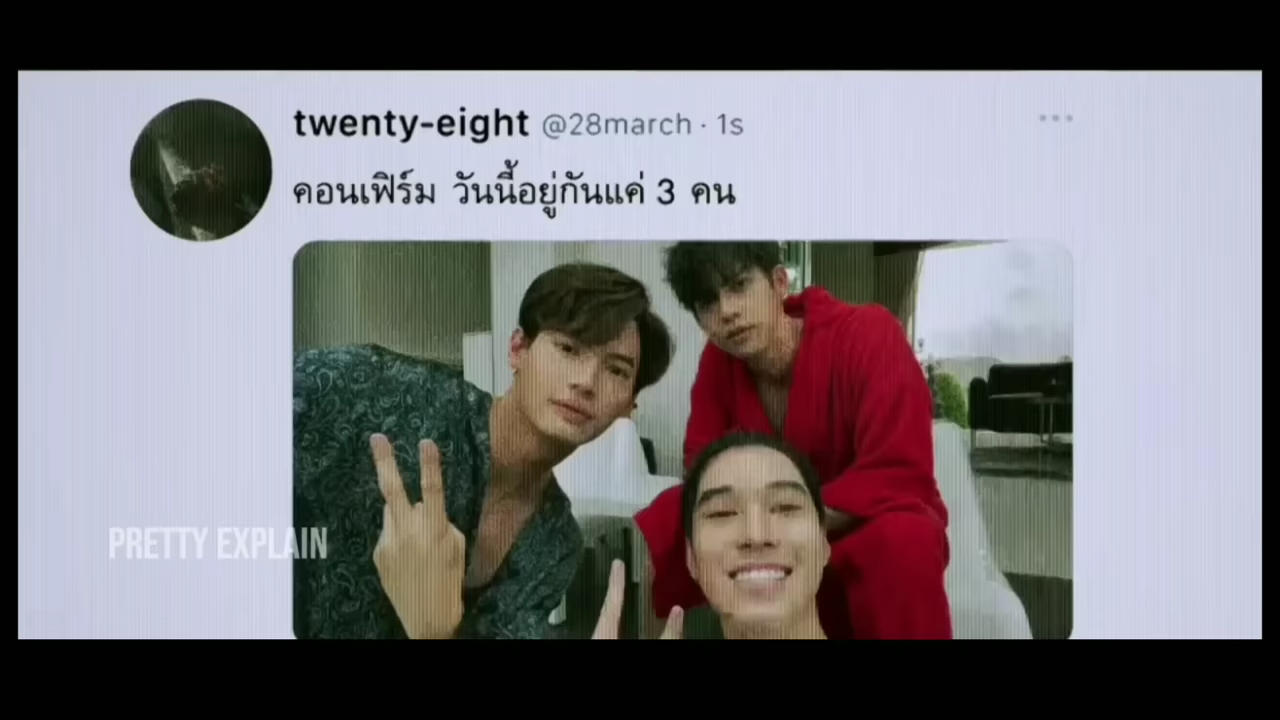 twenty-eight @28march · 1s
คอนเฟิร์ม วันนี้อยู่กันแค่ 3 คน
PRETTY EXPLAIN